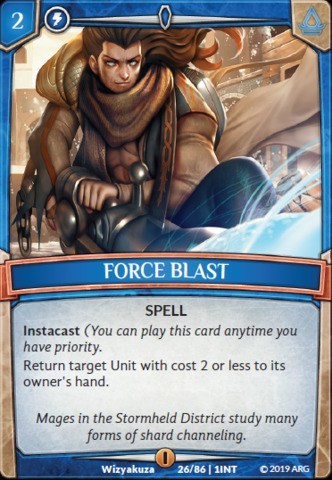 2
FORCE BLAST
SPELL
Instacast (You can play this card anytime you
have priority.
Return target Unit with cost 2 or less to its
owner's hand.
Mages in the Stormheld District study many
forms of shard channeling.
I
Wizyakuza 26/86 | 1INT © 2019 ARG